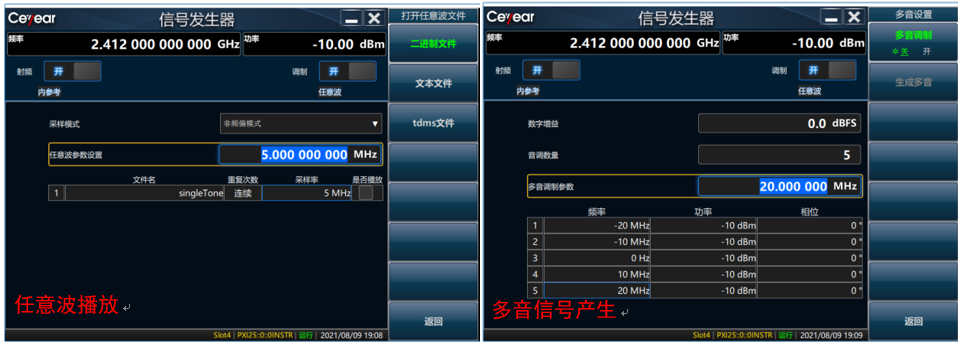 Ceyear 信号发生器
频率 2.412 000 000 000 GHz 功率 -10.00 dBm
射频 开 调制 开
内参考 任意波
采样模式 非频偏模式
任意波参数设置 5.000 000 000 MHz
文件名 重复次数 采样率 是否播放
1 singleTone 连续 5 MHz
任意波播放
Slot4 | PXI25::0::0INSTR | 运行 | 2021/08/09 19:08
打开任意波文件
二进制文件
文本文件
tdms文件
返回
Ceyear 信号发生器
频率 2.412 000 000 000 GHz 功率 -10.00 dBm
射频 开 调制 开
内参考 任意波
数字增益 0.0 dBFS
音调数量 5
多音调制参数 20.000 000 MHz
频率 功率 相位
1 -20 MHz -10 dBm 0 °
2 -10 MHz -10 dBm 0 °
3 0 Hz -10 dBm 0 °
4 10 MHz -10 dBm 0 °
5 20 MHz -10 dBm 0 °
多音信号产生
Slot4 | PXI25::0::0INSTR | 运行 | 2021/08/09 19:09
多音设置
多音调制
关 开
生成多音
返回